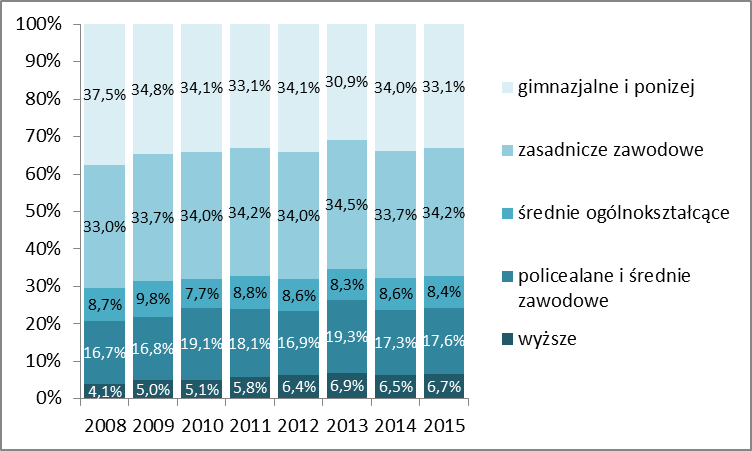 100%
90%
80%
70%
60%
50%
40%
30%
20%
10%
0%
37,5% 34,8% 34,1% 33,1% 34,1% 30,9% 34,0% 33,1%
33,0% 33,7% 34,0% 34,2% 34,0% 34,5% 33,7% 34,2%
8,7% 9,8% 7,7% 8,8% 8,6% 8,3% 8,6% 8,4%
16,7% 16,8% 19,1% 18,1% 16,9% 19,3% 17,3% 17,6%
4,1% 5,0% 5,1% 5,8% 6,4% 6,9% 6,5% 6,7%
2008 2009 2010 2011 2012 2013 2014 2015
gimnazjalne i ponizej
zasadnicze zawodowe
średnie ogólnokształcące
policealane i średnie
zawodowe
wyższe